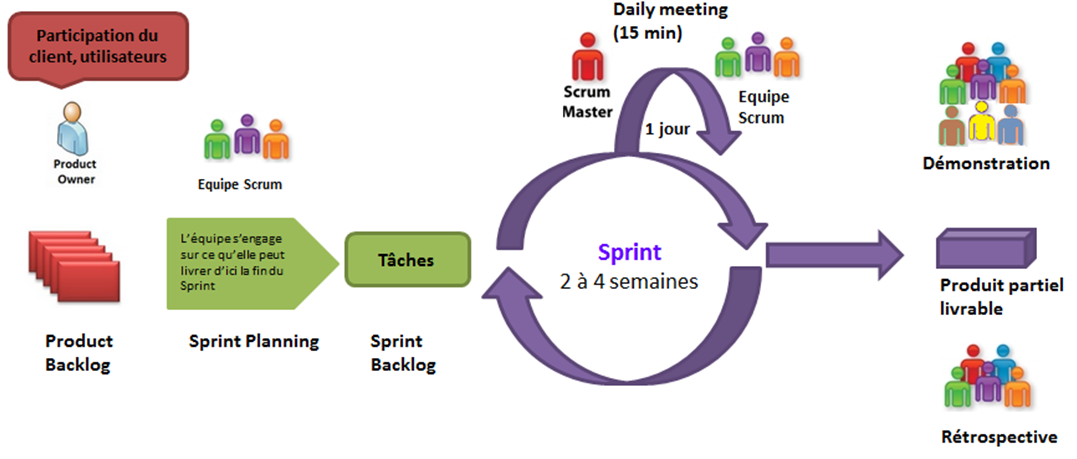 Participation du
client, utilisateurs
Product
Owner
Equipe Scrum
L'équipe s'engage
sur ce qu'elle peut
livrer d'ici la fin du
Sprint
Tâches
Product
Backlog
Sprint Planning
Sprint
Backlog
Daily meeting
(15 min)
Scrum
Master
1 jour
Equipe
Scrum
Sprint
2 à 4 semaines
Démonstration
Produit partiel
livrable
Rétrospective